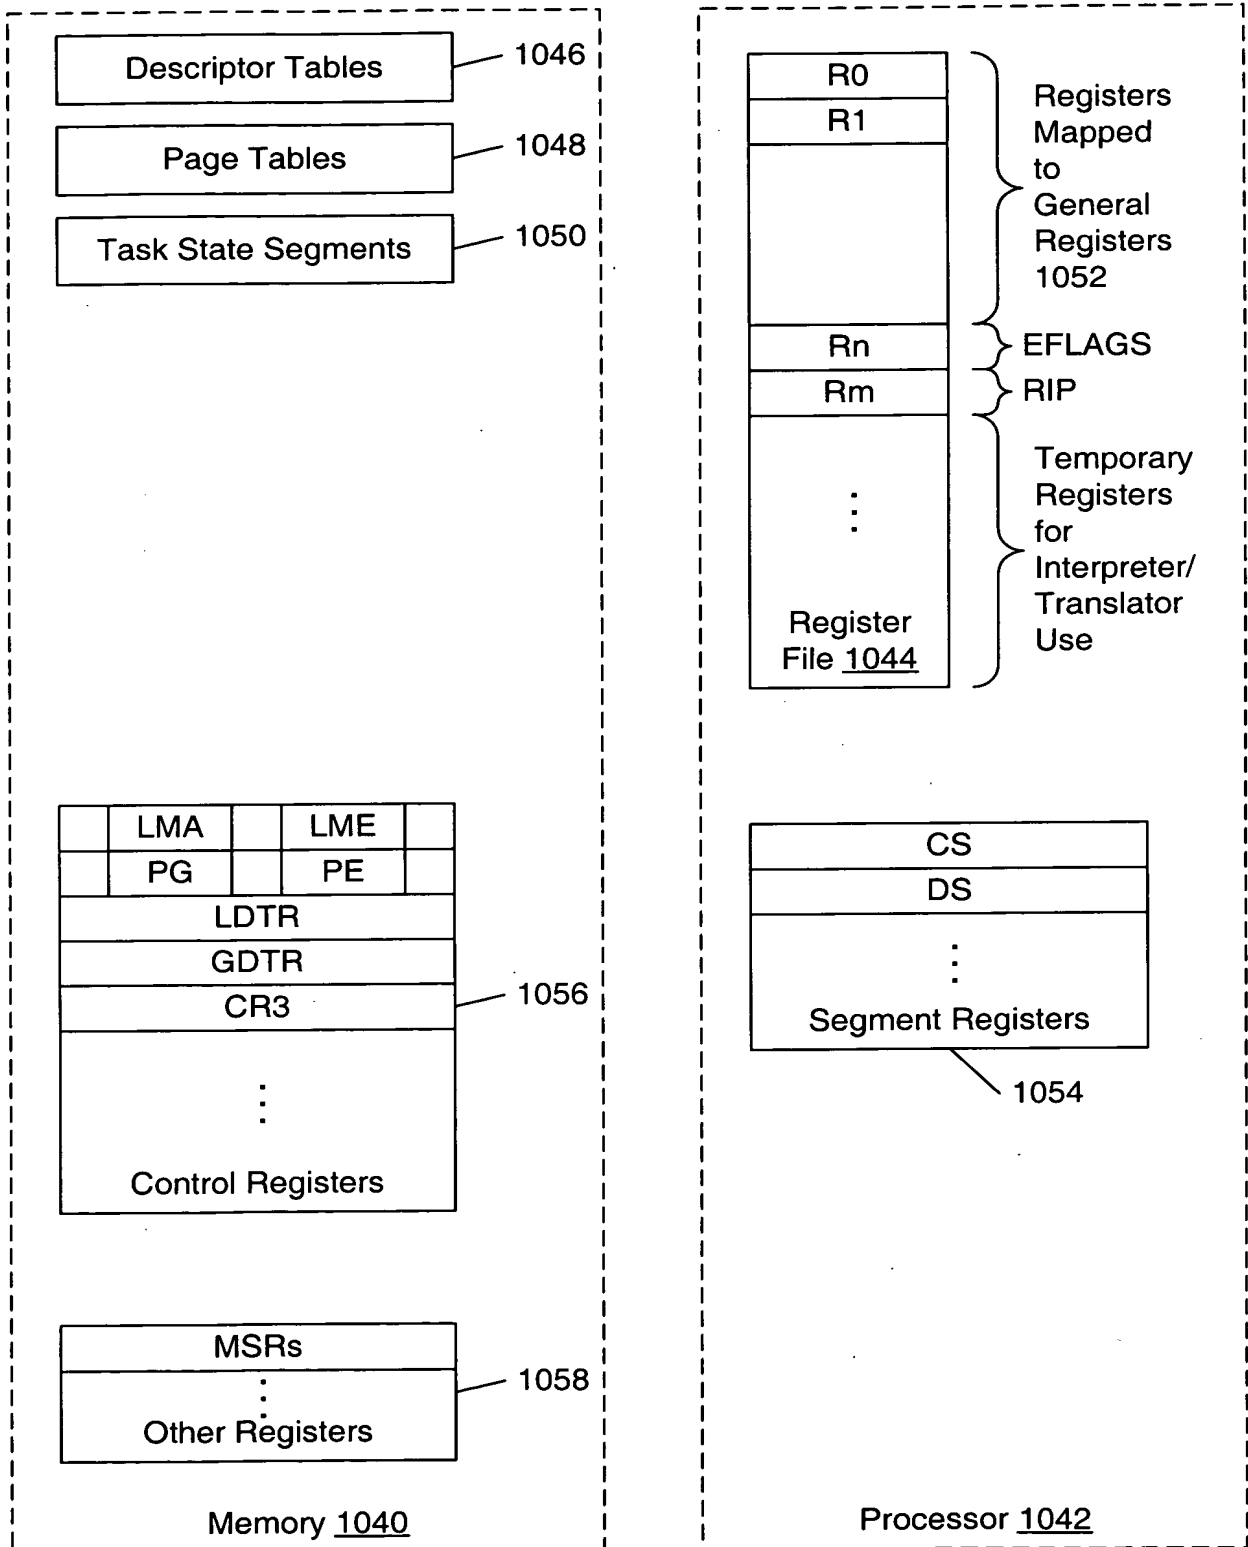 Descriptor Tables
1046
Page Tables
1048
Task State Segments
1050
LMA
LME
PG
PE
LDTR
GDTR
CR3
1056
Control Registers
MSRs
1058
Other Registers
Memory 1040
R0
R1
Registers
Mapped
to
General
Registers
1052
Rn
EFLAGS
Rm
RIP
Temporary
Registers
for
Interpreter/
Translator
Use
Register
File 1044
CS
DS
Segment Registers
1054
Processor 1042